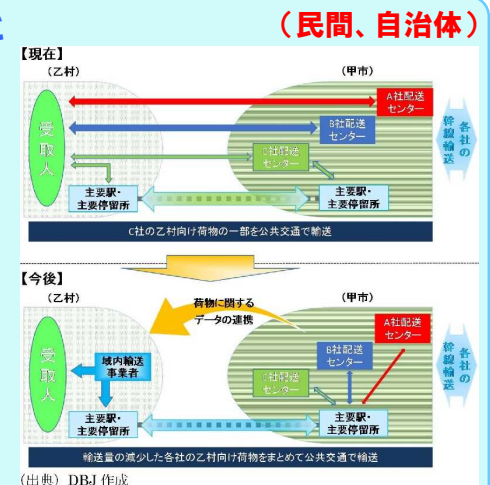 と
（民間、自治体）
【現在】
（乙村）
（甲市）
A社配送
センター
B社配送
センター
C社配送
センター
受取人
各社の
幹線輸送
主要駅・
主要停留所
主要駅・
主要停留所
C社の乙村向け荷物の一部を公共交通で輸送
【今後】
（乙村）
荷物に関する
データの連携
（甲市）
A社配送
センター
B社配送
センター
C社配送
センター
受取人
域内輸送
事業者
各社の
幹線輸送
主要駅・
主要停留所
主要駅・
主要停留所
輸送量の減少した各社の乙村向け荷物をまとめて公共交通で輸送
（出典）DBJ 作成